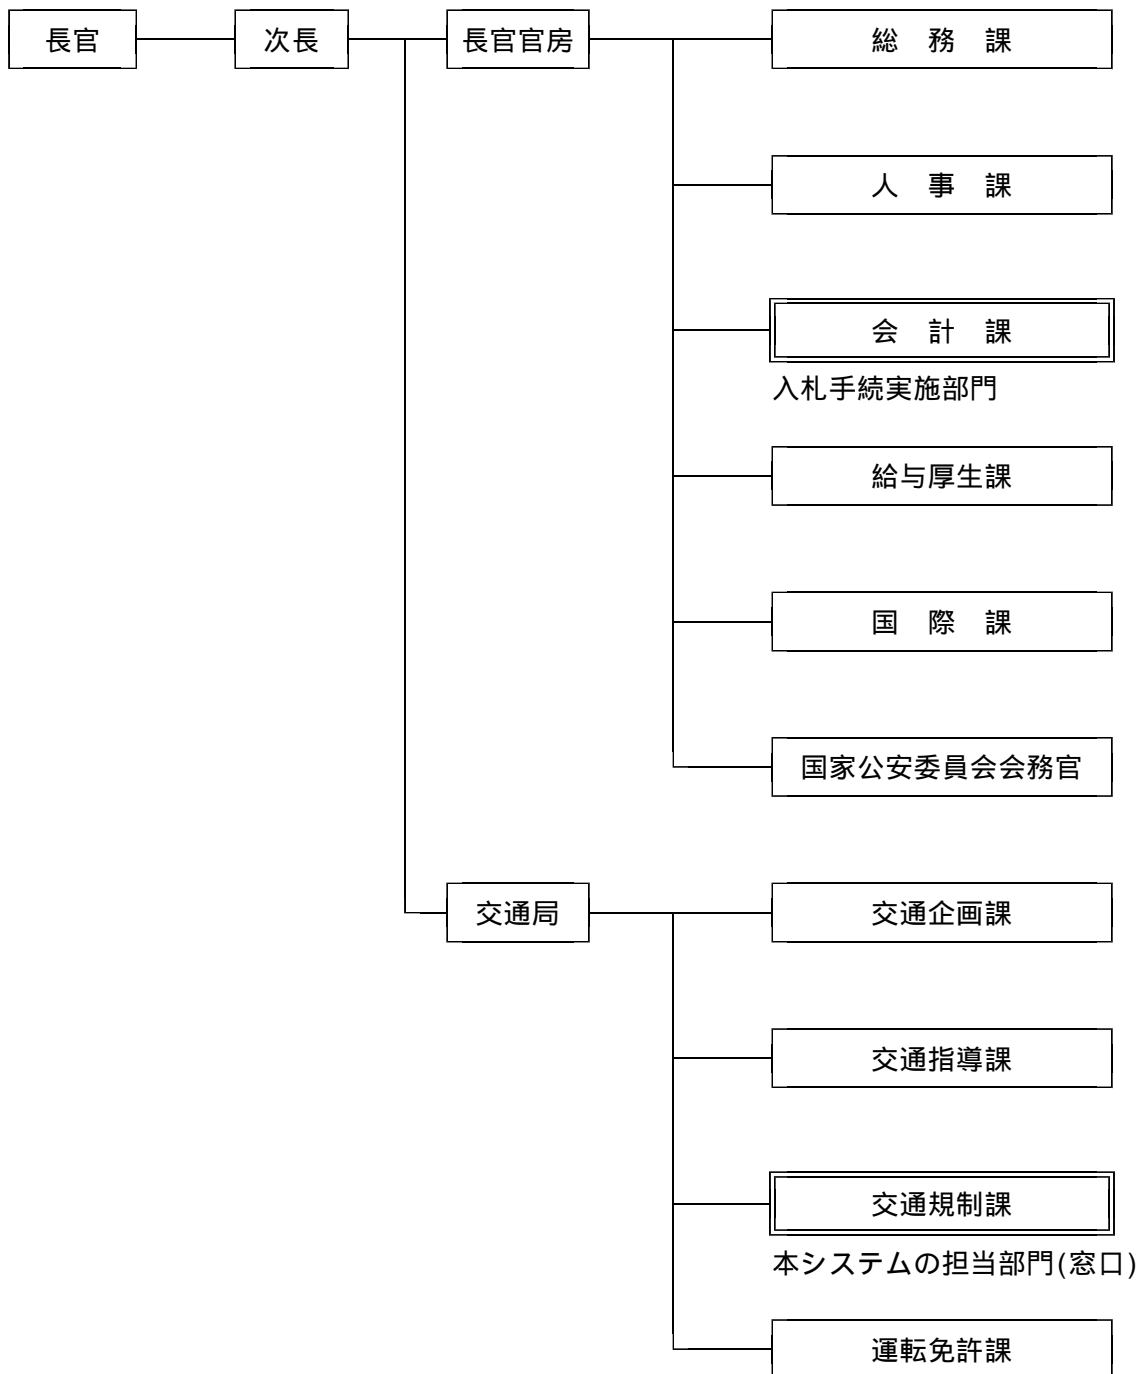 長官
次長
長官官房
総　務　課
人　事　課
会　計　課
入札手続実施部門
給与厚生課
国　際　課
国家公安委員会会務官
交通局
交通企画課
交通指導課
交通規制課
本システムの担当部門(窓口)
運転免許課